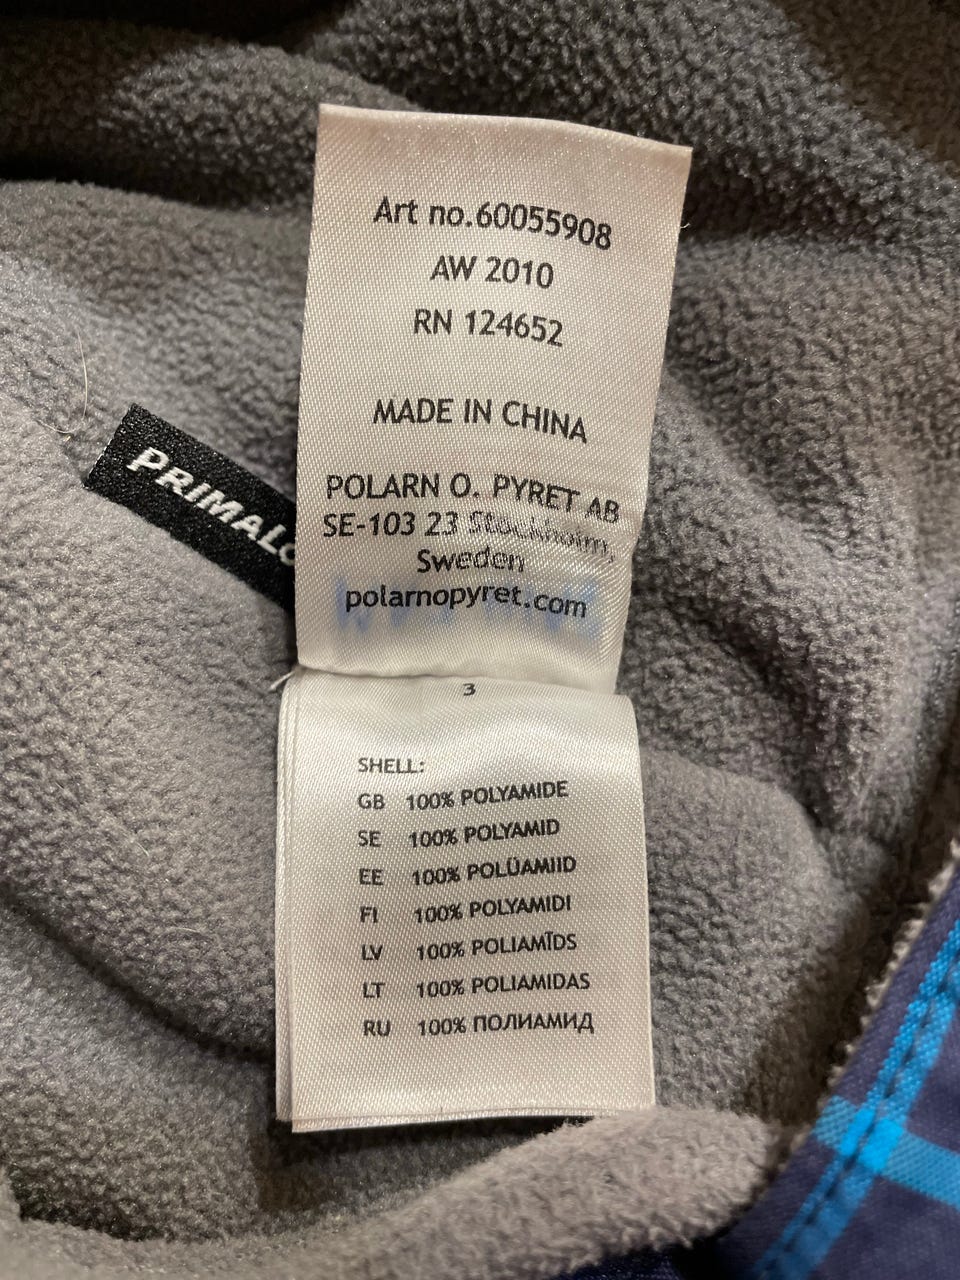 Art no.60055908
AW 2010
RN 124652
MADE IN CHINA
POLARN O. PYRET AB
SE-103 23 Stockholm,
Sweden
polarnopyret.com
PRIMALO
3
SHELL:
GB 100% POLYAMIDE
SE 100% POLYAMID
EE 100% POLÜAMIID
FI 100% POLYAMIDI
LV 100% POLIAMĪDS
LT 100% POLIAMIDAS
RU 100% ПОЛИАМИД